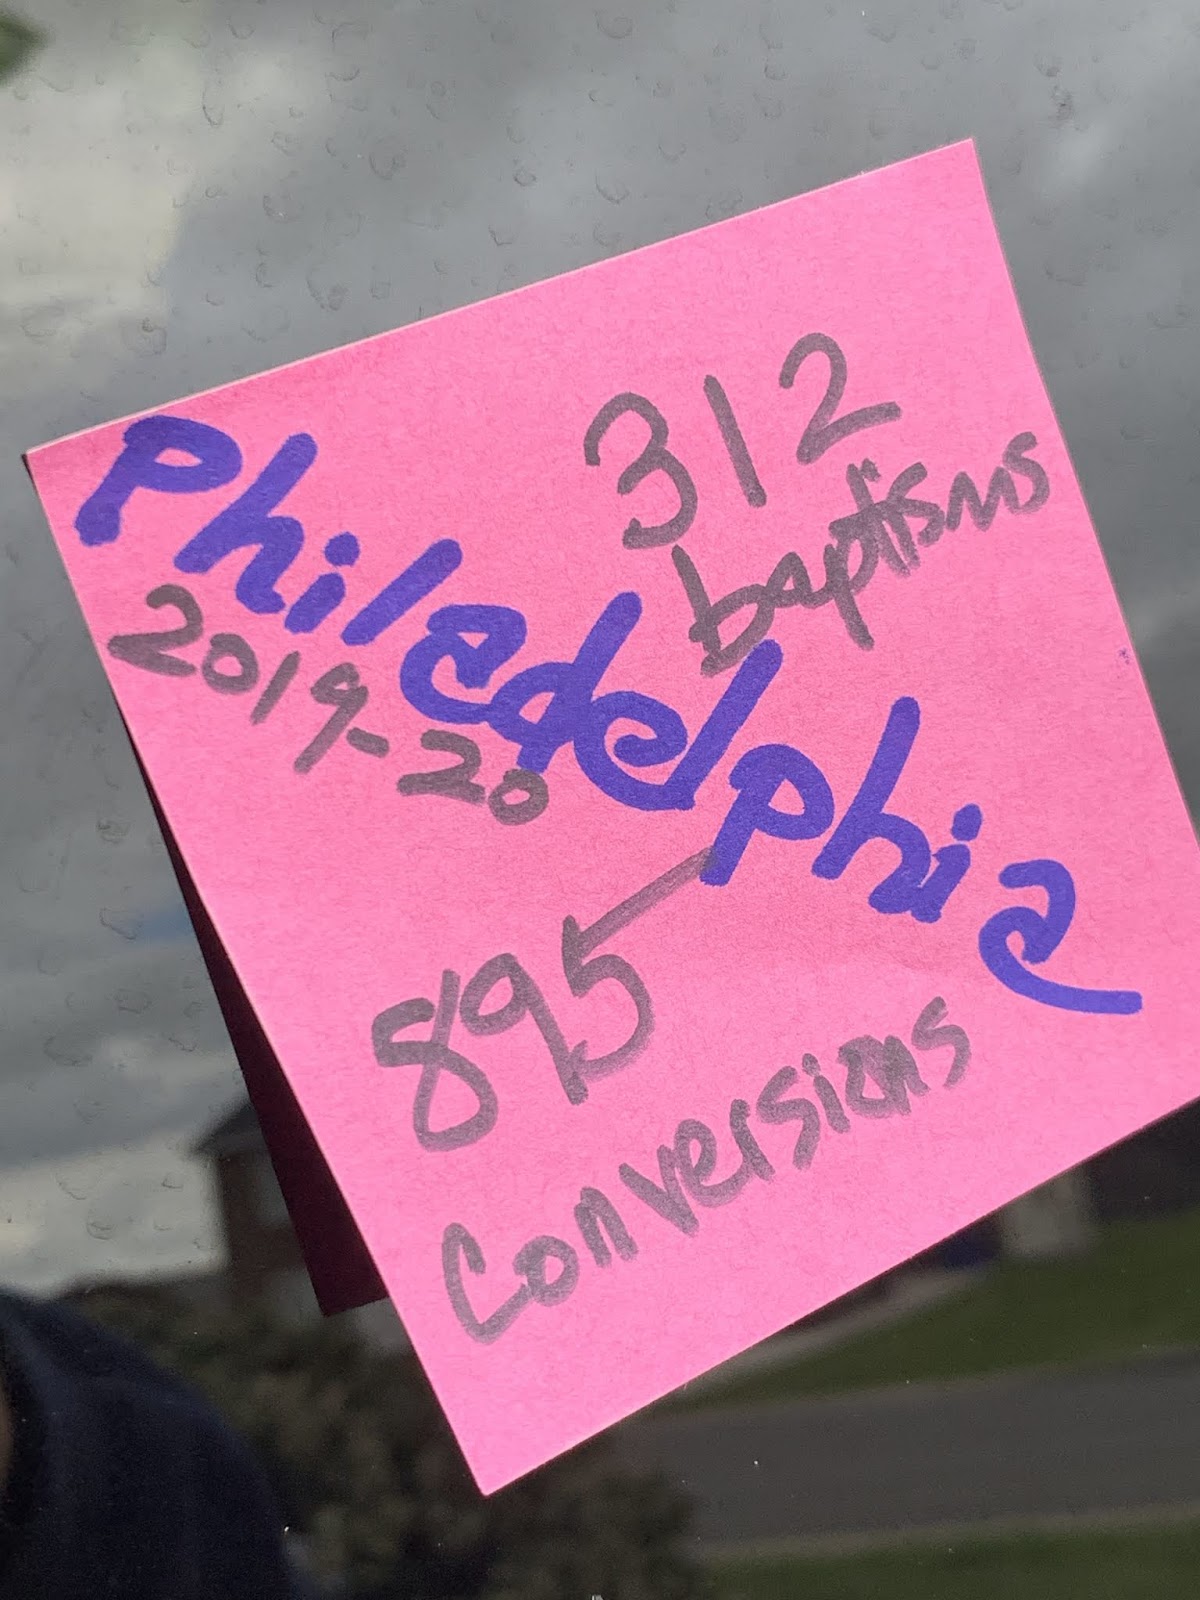 312
baptisms
Philadelphia
2019-20
895
Conversions